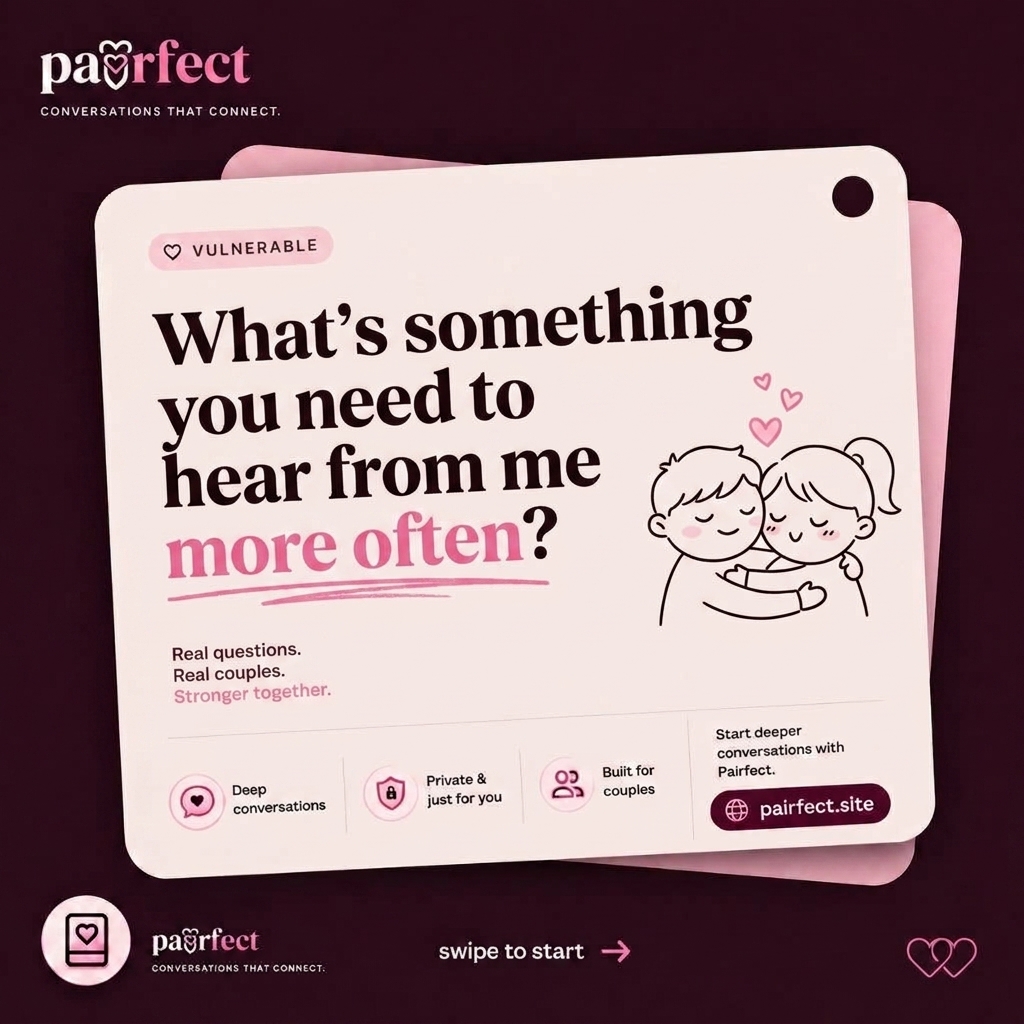 pairfect
CONVERSATIONS THAT CONNECT.
VULNERABLE
What's something
you need to
hear from me
more often?
Real questions.
Real couples.
Stronger together.
Deep
conversations
Private &
just for you
Built for
couples
Start deeper
conversations with
Pairfect.
pairfect.site
pairfect
CONVERSATIONS THAT CONNECT.
swipe to start